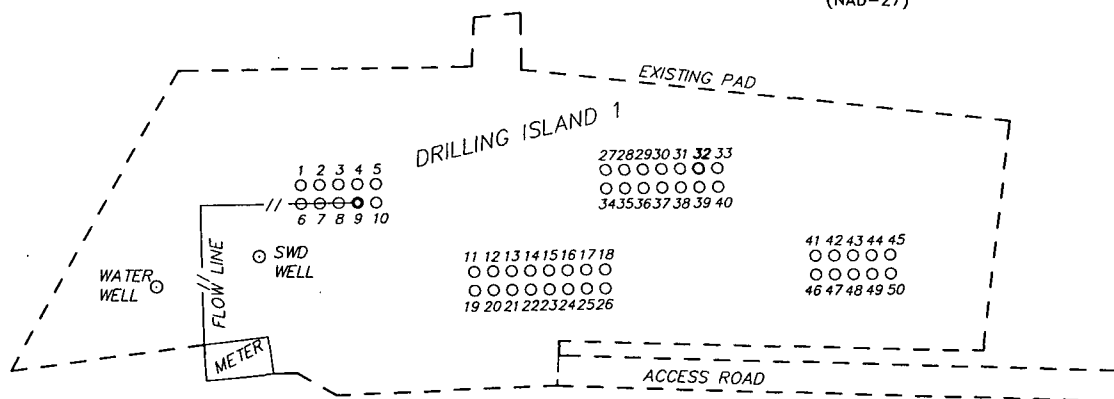 (NAD-27)
EXISTING PAD
DRILLING ISLAND 1
1 2 3 4 5
6 7 8 9 10
27 28 29 30 31 32 33
34 35 36 37 38 39 40
SWD
WELL
WATER
WELL
FLOW LINE
11 12 13 14 15 16 17 18
19 20 21 22 23 24 25 26
41 42 43 44 45
46 47 48 49 50
METER
ACCESS ROAD